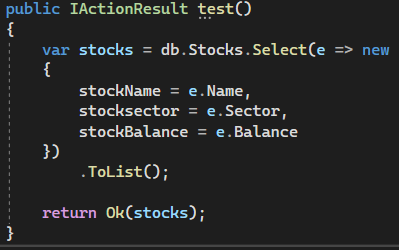 public IActionResult test()
{
    var stocks = db.Stocks.Select(e => new
    {
        stockName = e.Name,
        stocksector = e.Sector,
        stockBalance = e.Balance
    })
        .ToList();

    return Ok(stocks);
}